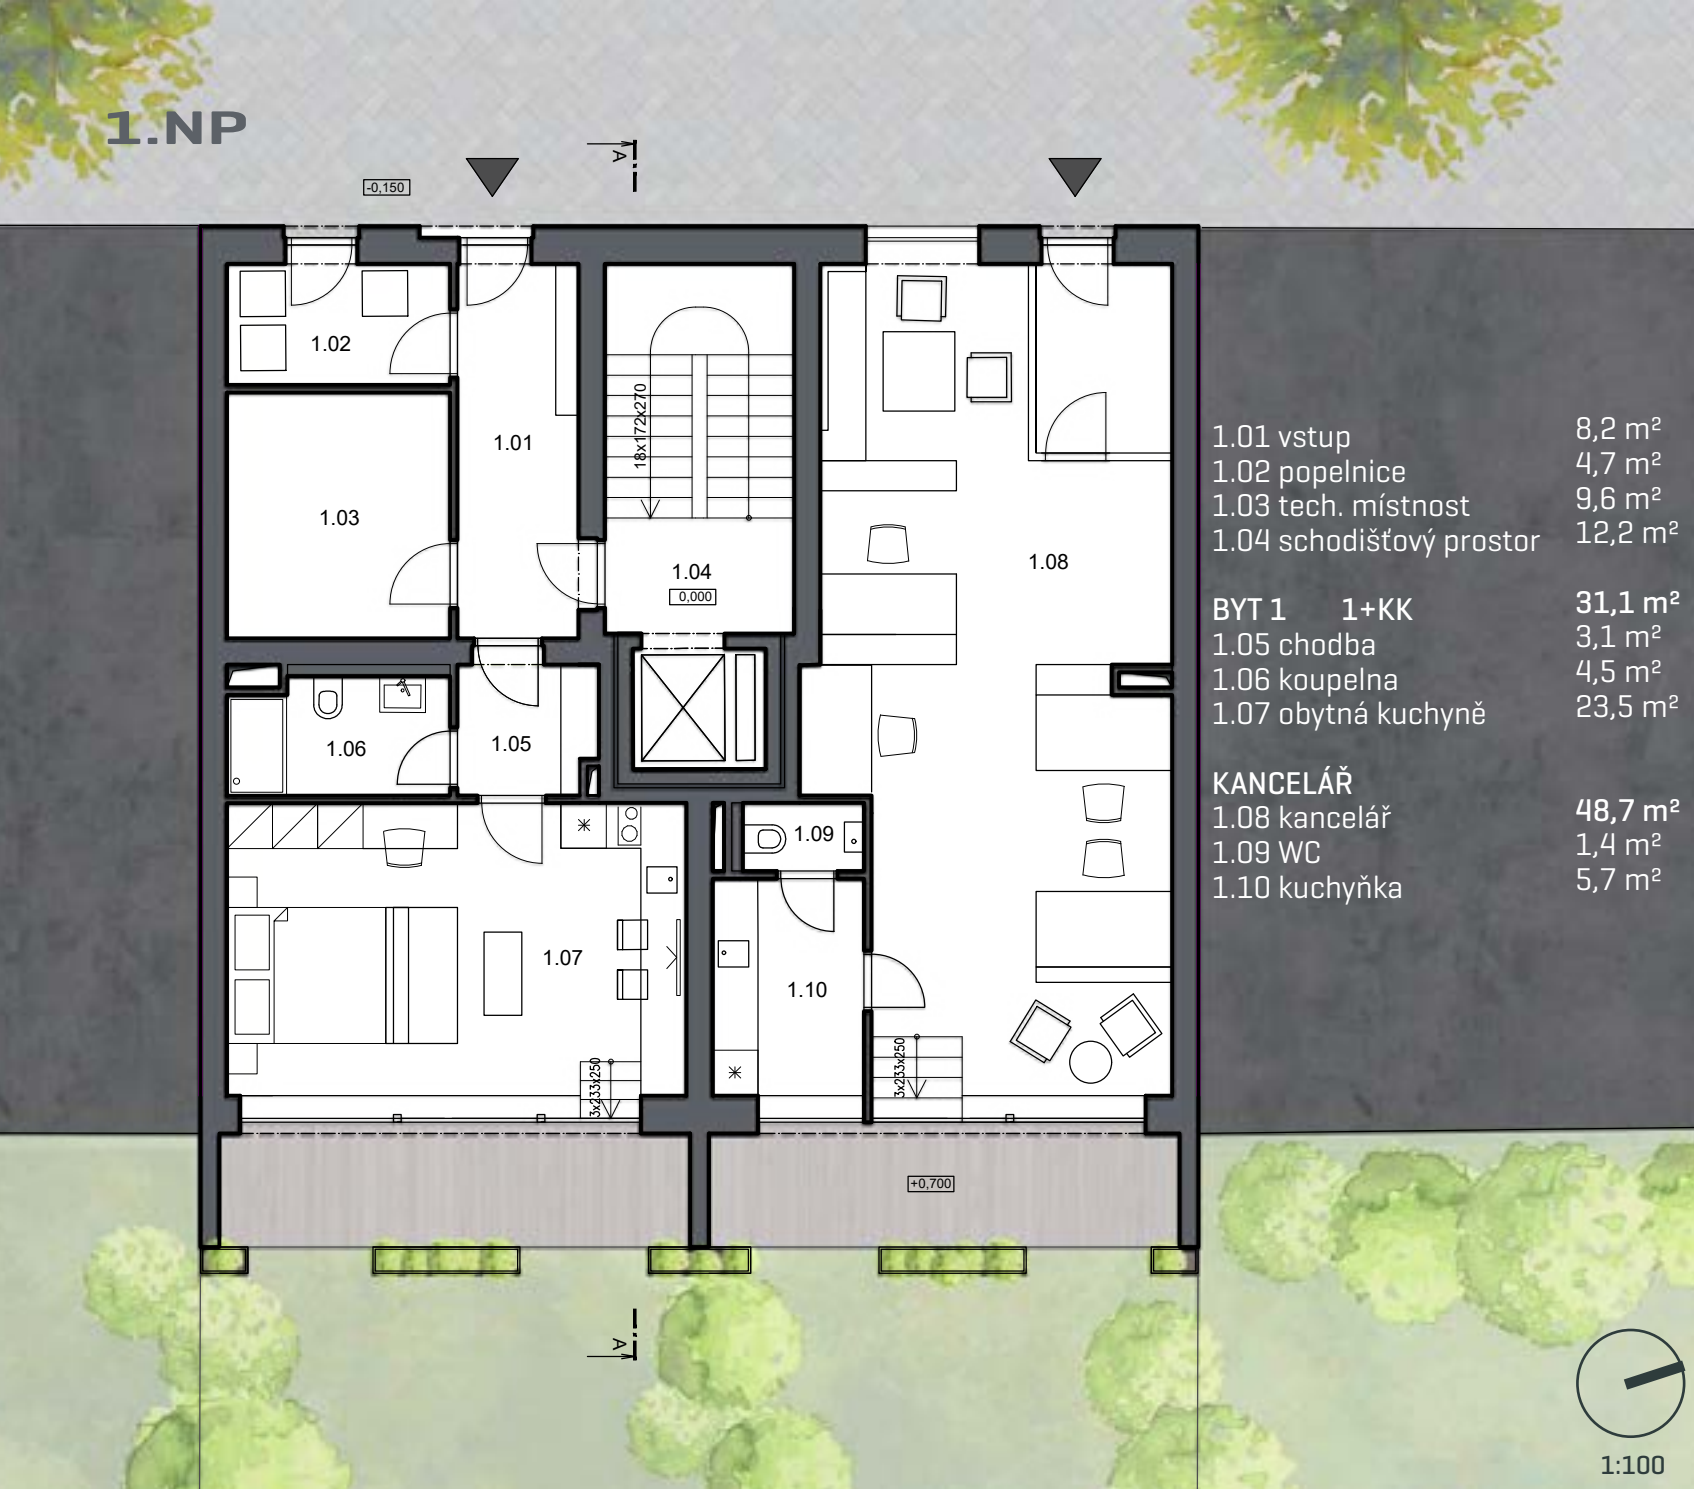 1.NP
A
-0,150
1.02
1.01
18x172x270
1.03
1.04
0,000
1.08
1.06
1.05
1.09
1.07
1.10
3x233x250
3x233x250
+0,700
A
1.01 vstup 8,2 m²
1.02 popelnice 4,7 m²
1.03 tech. místnost 9,6 m²
1.04 schodišťový prostor 12,2 m²
BYT 1 1+KK 31,1 m²
1.05 chodba 3,1 m²
1.06 koupelna 4,5 m²
1.07 obytná kuchyně 23,5 m²
KANCELÁŘ
1.08 kancelář 48,7 m²
1.09 WC 1,4 m²
1.10 kuchyňka 5,7 m²
1:100